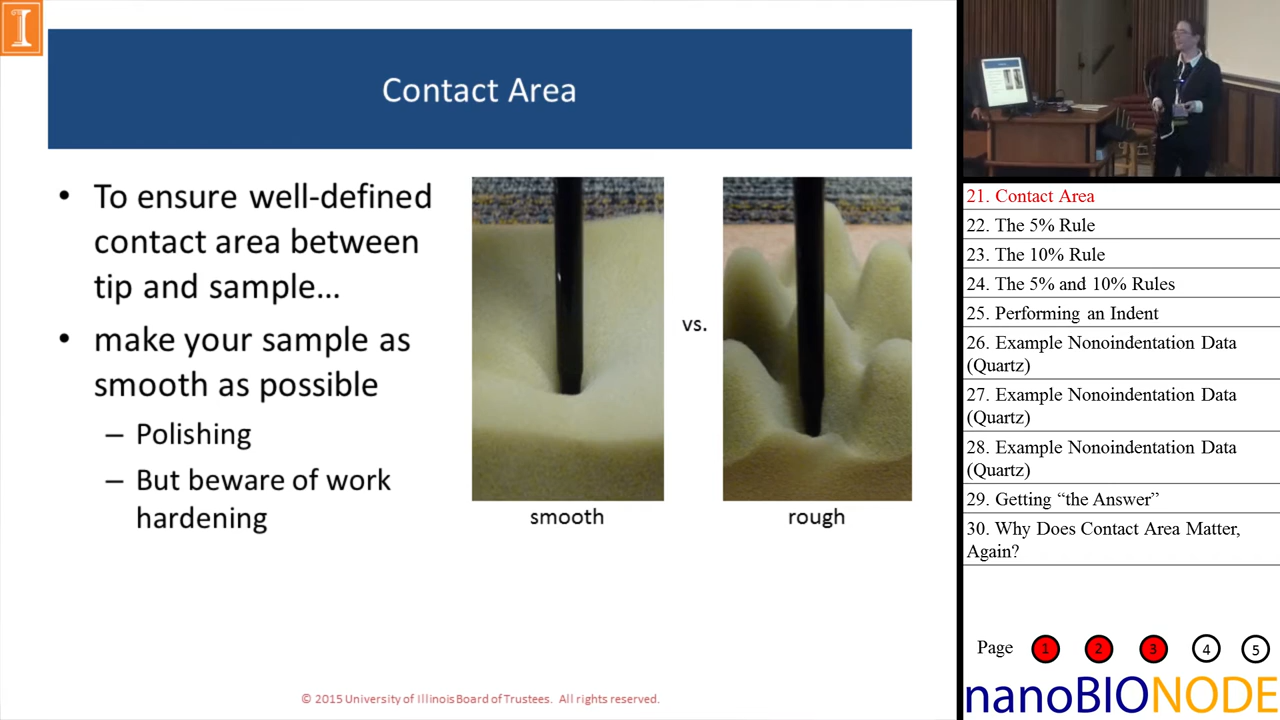 I
Contact Area
• To ensure well-defined
contact area between
tip and sample…
• make your sample as
smooth as possible
– Polishing
– But beware of work
hardening
vs.
smooth
rough
© 2015 University of IllinoisBoard of Trustees. All rights reserved.
21. Contact Area
22. The 5% Rule
23. The 10% Rule
24. The 5% and 10% Rules
25. Performing an Indent
26. Example Nonoindentation Data
(Quartz)
27. Example Nonoindentation Data
(Quartz)
28. Example Nonoindentation Data
(Quartz)
29. Getting “the Answer”
30. Why Does Contact Area Matter,
Again?
Page 1 2 3 4 5
nanoBIONODE